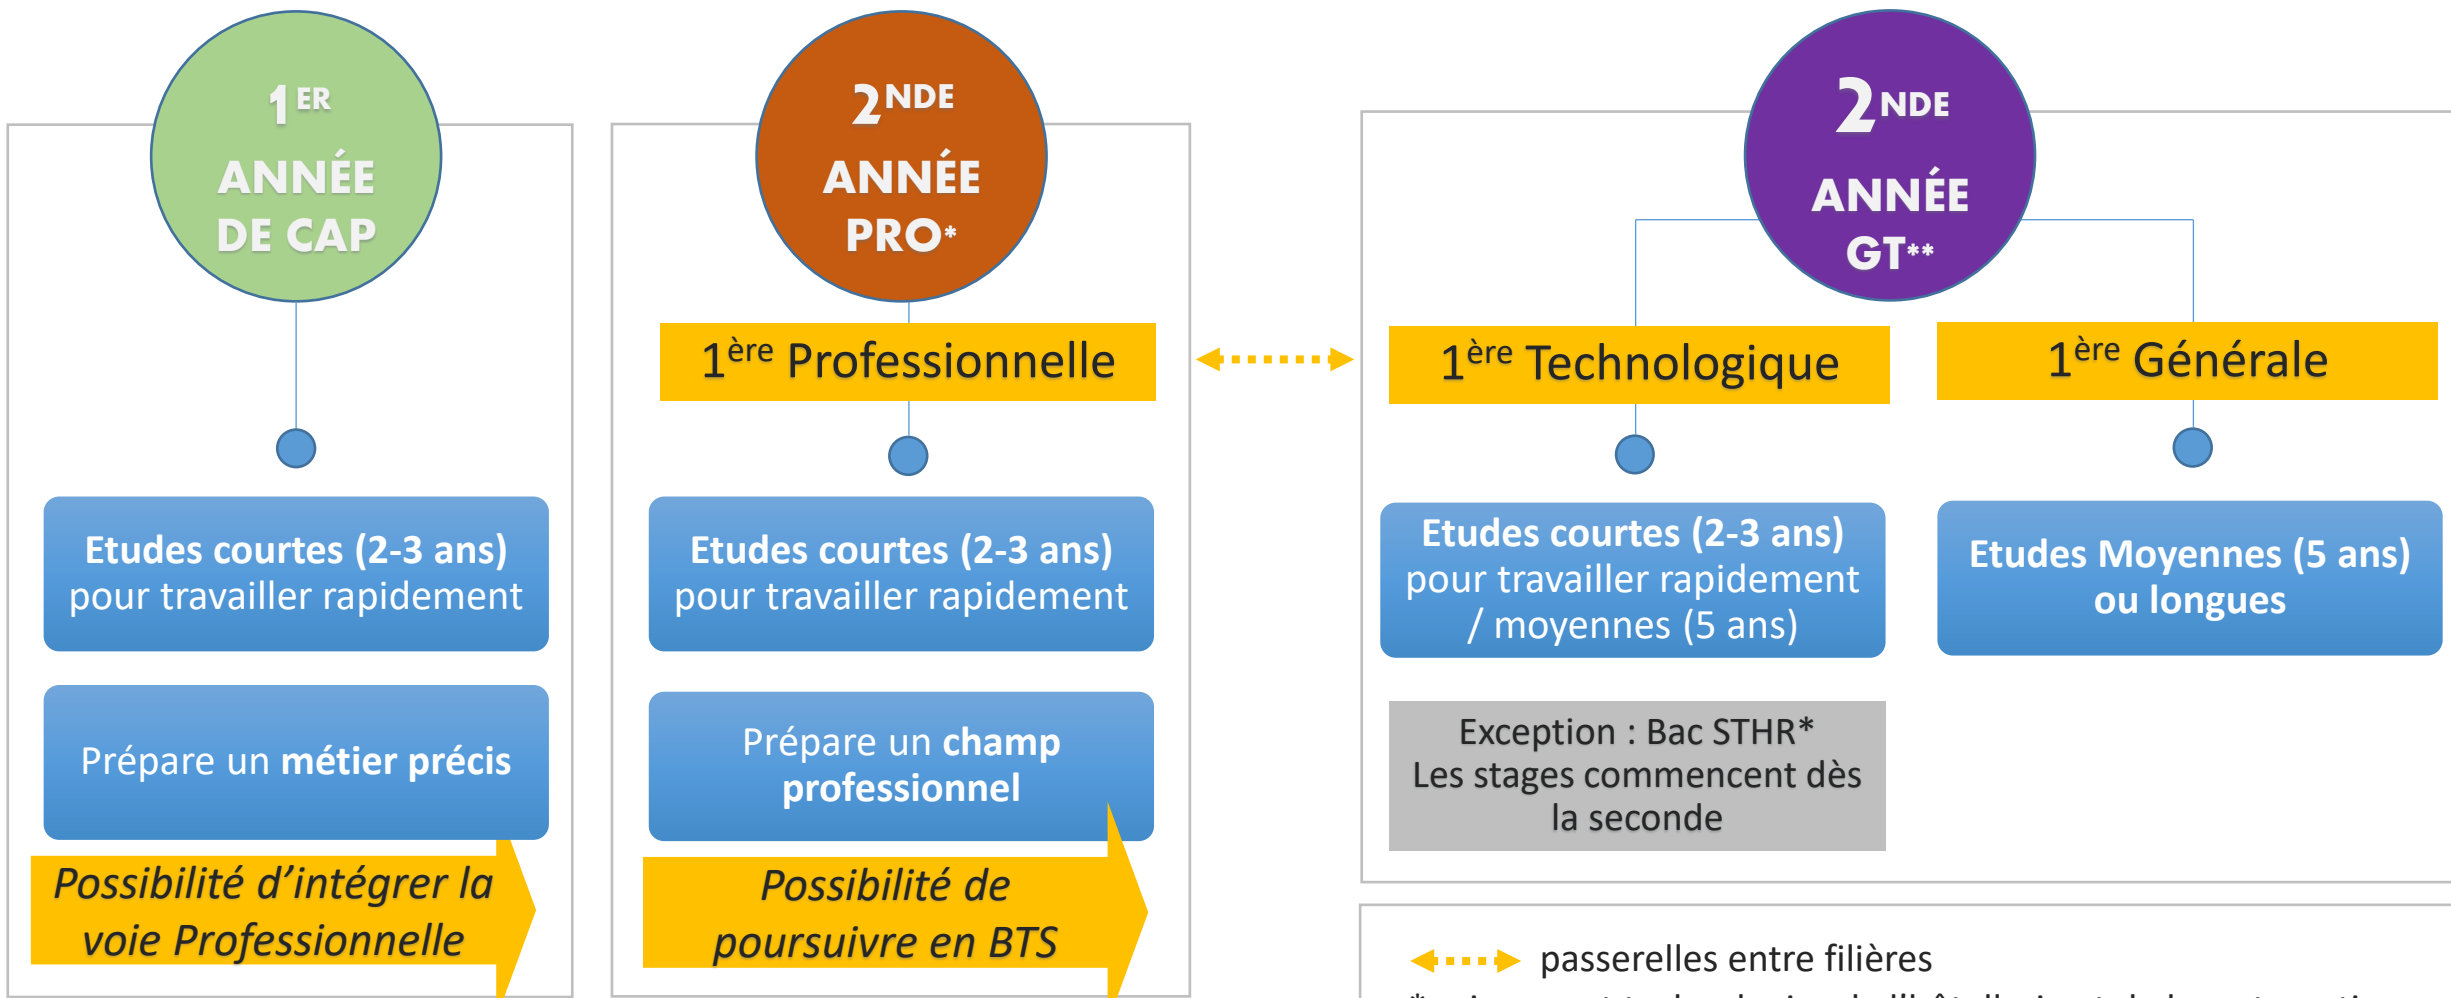 1ER
ANNÉE
DE CAP
Etudes courtes (2-3 ans)
pour travailler rapidement
Prépare un métier précis
Possibilité d’intégrer la
voie Professionnelle
2NDE
ANNÉE
PRO*
1ère Professionnelle
Etudes courtes (2-3 ans)
pour travailler rapidement
Prépare un champ
professionnel
Possibilité de
poursuivre en BTS
2NDE
ANNÉE
GT**
1ère Technologique
Etudes courtes (2-3 ans)
pour travailler rapidement
/ moyennes (5 ans)
Exception : Bac STHR*
Les stages commencent dès
la seconde
1ère Générale
Etudes Moyennes (5 ans)
ou longues
passerelles entre filières